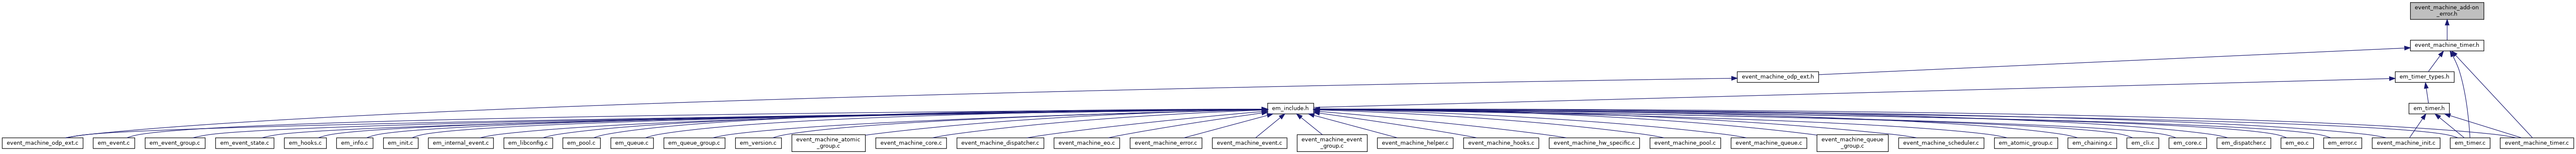 event_machine_add-on
_error.h
event_machine_timer.h
event_machine_odp_ext.h
em_timer_types.h
em_include.h
em_timer.h
event_machine_odp_ext.c
em_event.c
em_event_group.c
em_event_state.c
em_hooks.c
em_info.c
em_init.c
em_internal_event.c
em_libconfig.c
em_pool.c
em_queue.c
em_queue_group.c
em_version.c
event_machine_atomic
_group.c
event_machine_core.c
event_machine_dispatcher.c
event_machine_eo.c
event_machine_error.c
event_machine_event.c
event_machine_event
_group.c
event_machine_helper.c
event_machine_hooks.c
event_machine_hw_specific.c
event_machine_pool.c
event_machine_queue.c
event_machine_queue
_group.c
event_machine_scheduler.c
em_atomic_group.c
em_chaining.c
em_cli.c
em_core.c
em_dispatcher.c
em_eo.c
em_error.c
event_machine_init.c
em_timer.c
event_machine_timer.c